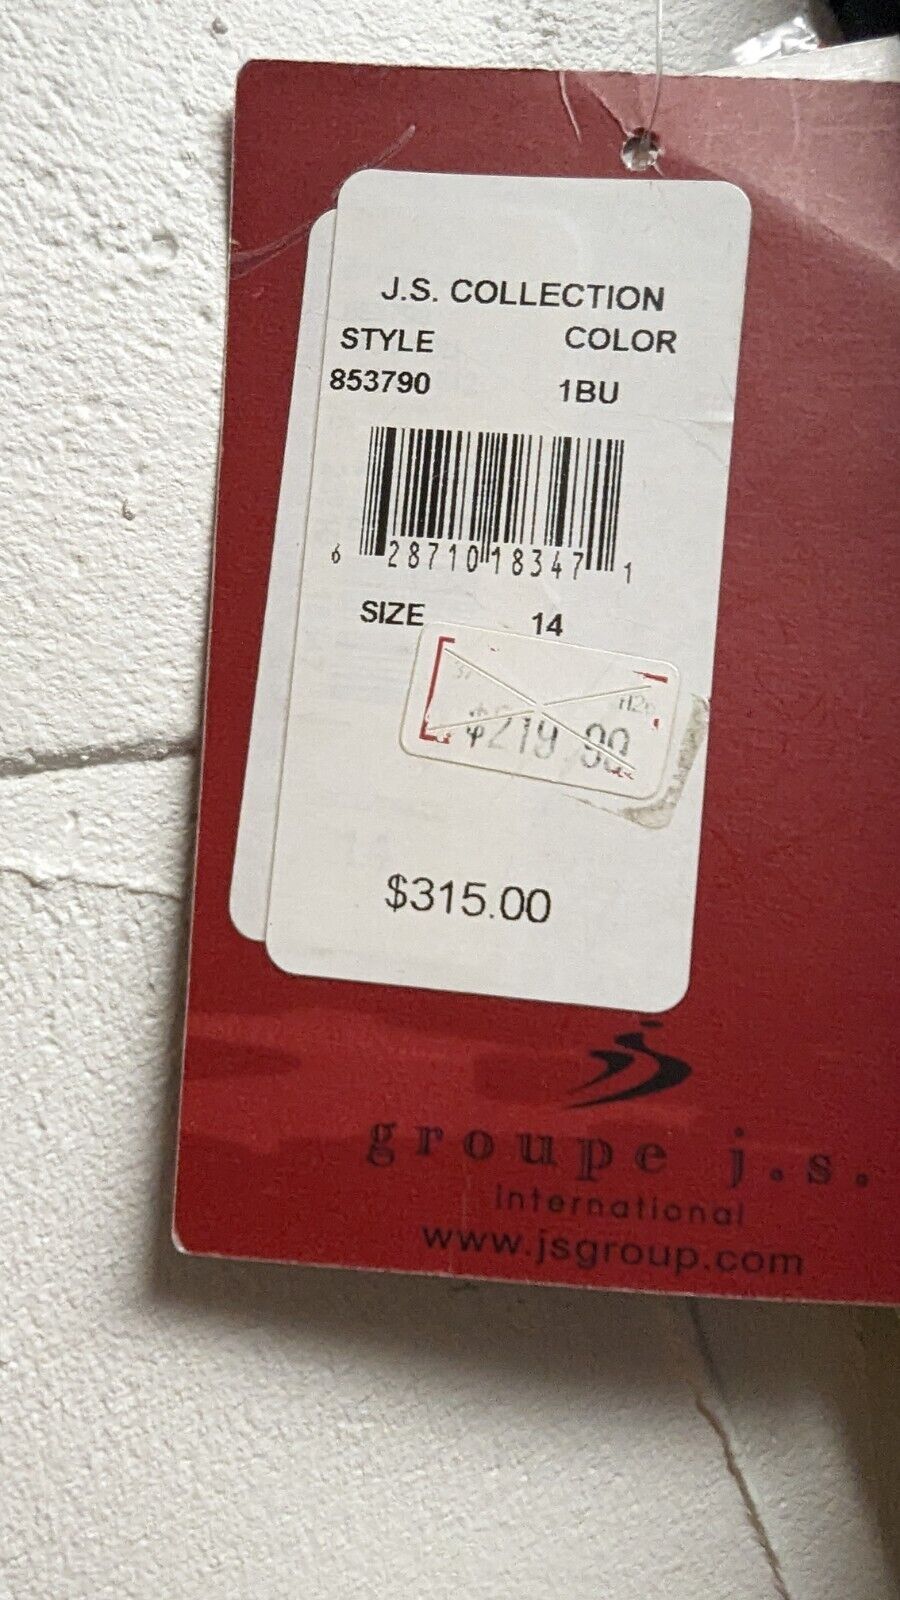 J.S. COLLECTION
STYLE COLOR
853790 1BU
6 28710 18347 1
SIZE 14
$219.90
$315.00
groupe j.s.
international
www.jsgroup.com